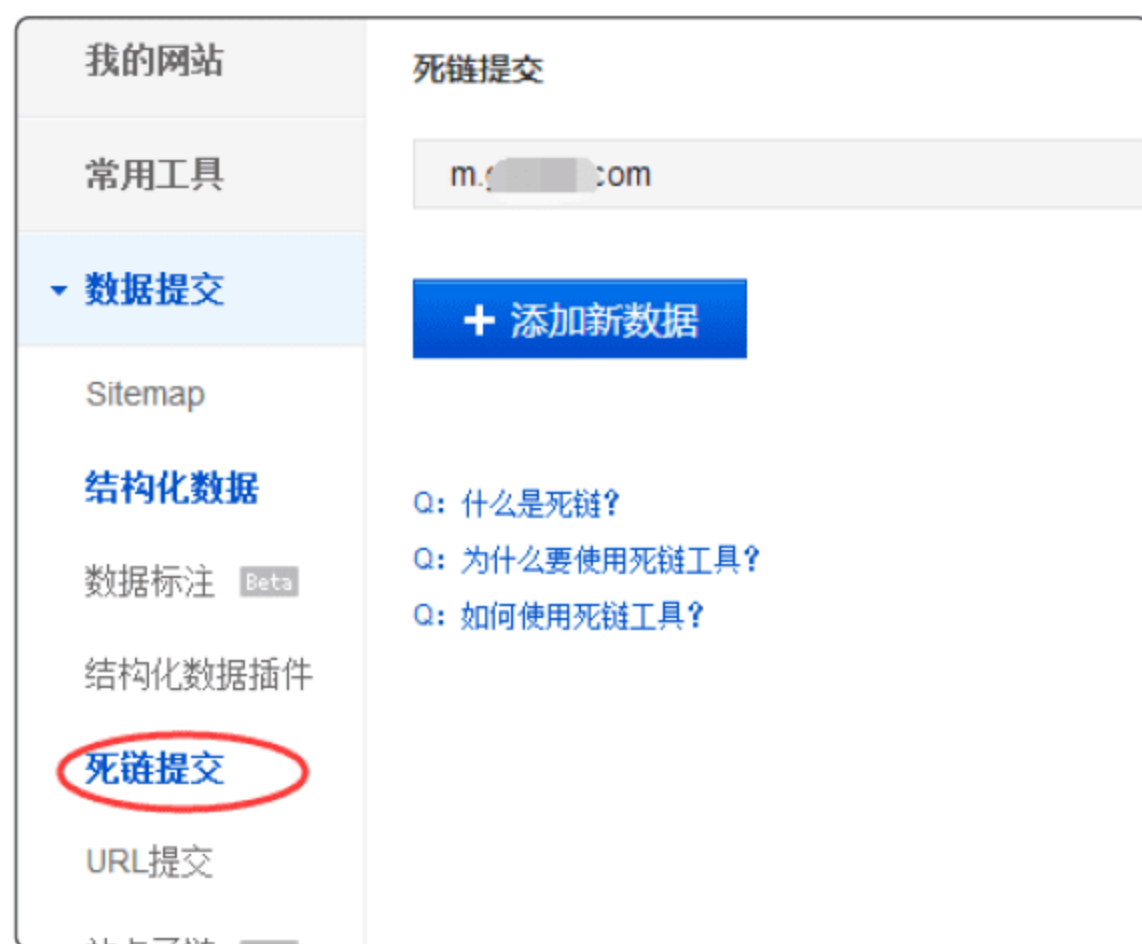 我的网站
常用工具
数据提交
Sitemap
结构化数据
数据标注 Beta
结构化数据插件
死链提交
URL提交
死链提交
m.
com
+ 添加新数据
Q: 什么是死链?
Q: 为什么要使用死链工具?
Q: 如何使用死链工具?